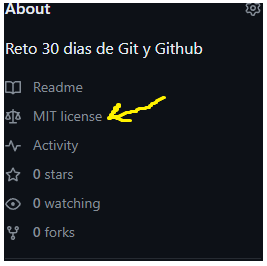 About
Reto 30 dias de Git y Github
Readme
MIT license
Activity
0 stars
0 watching
0 forks